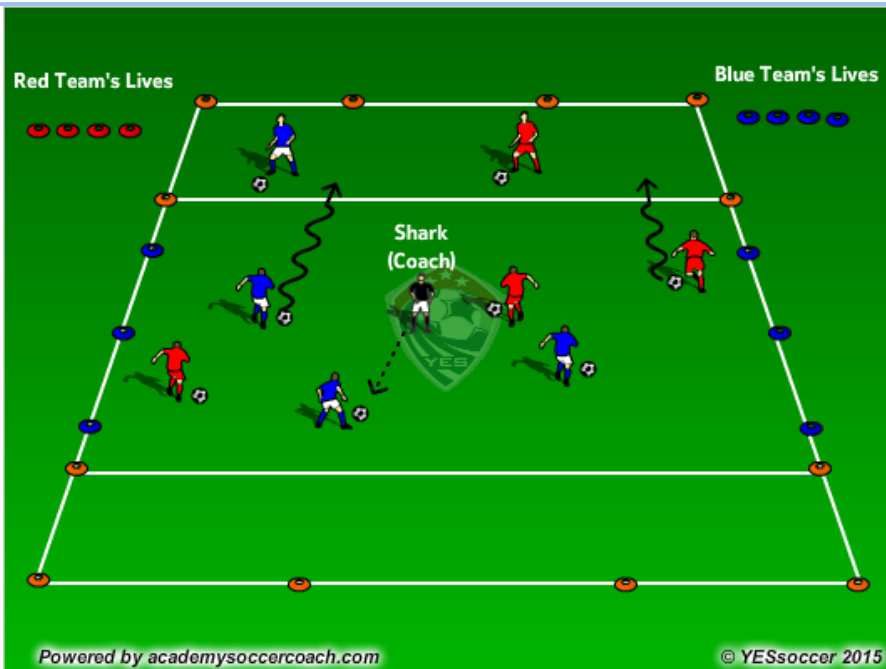 Red Team's Lives
Blue Team's Lives
Shark
(Coach)
YES
Powered by academysoccercoach.com
© YESsoccer 2015